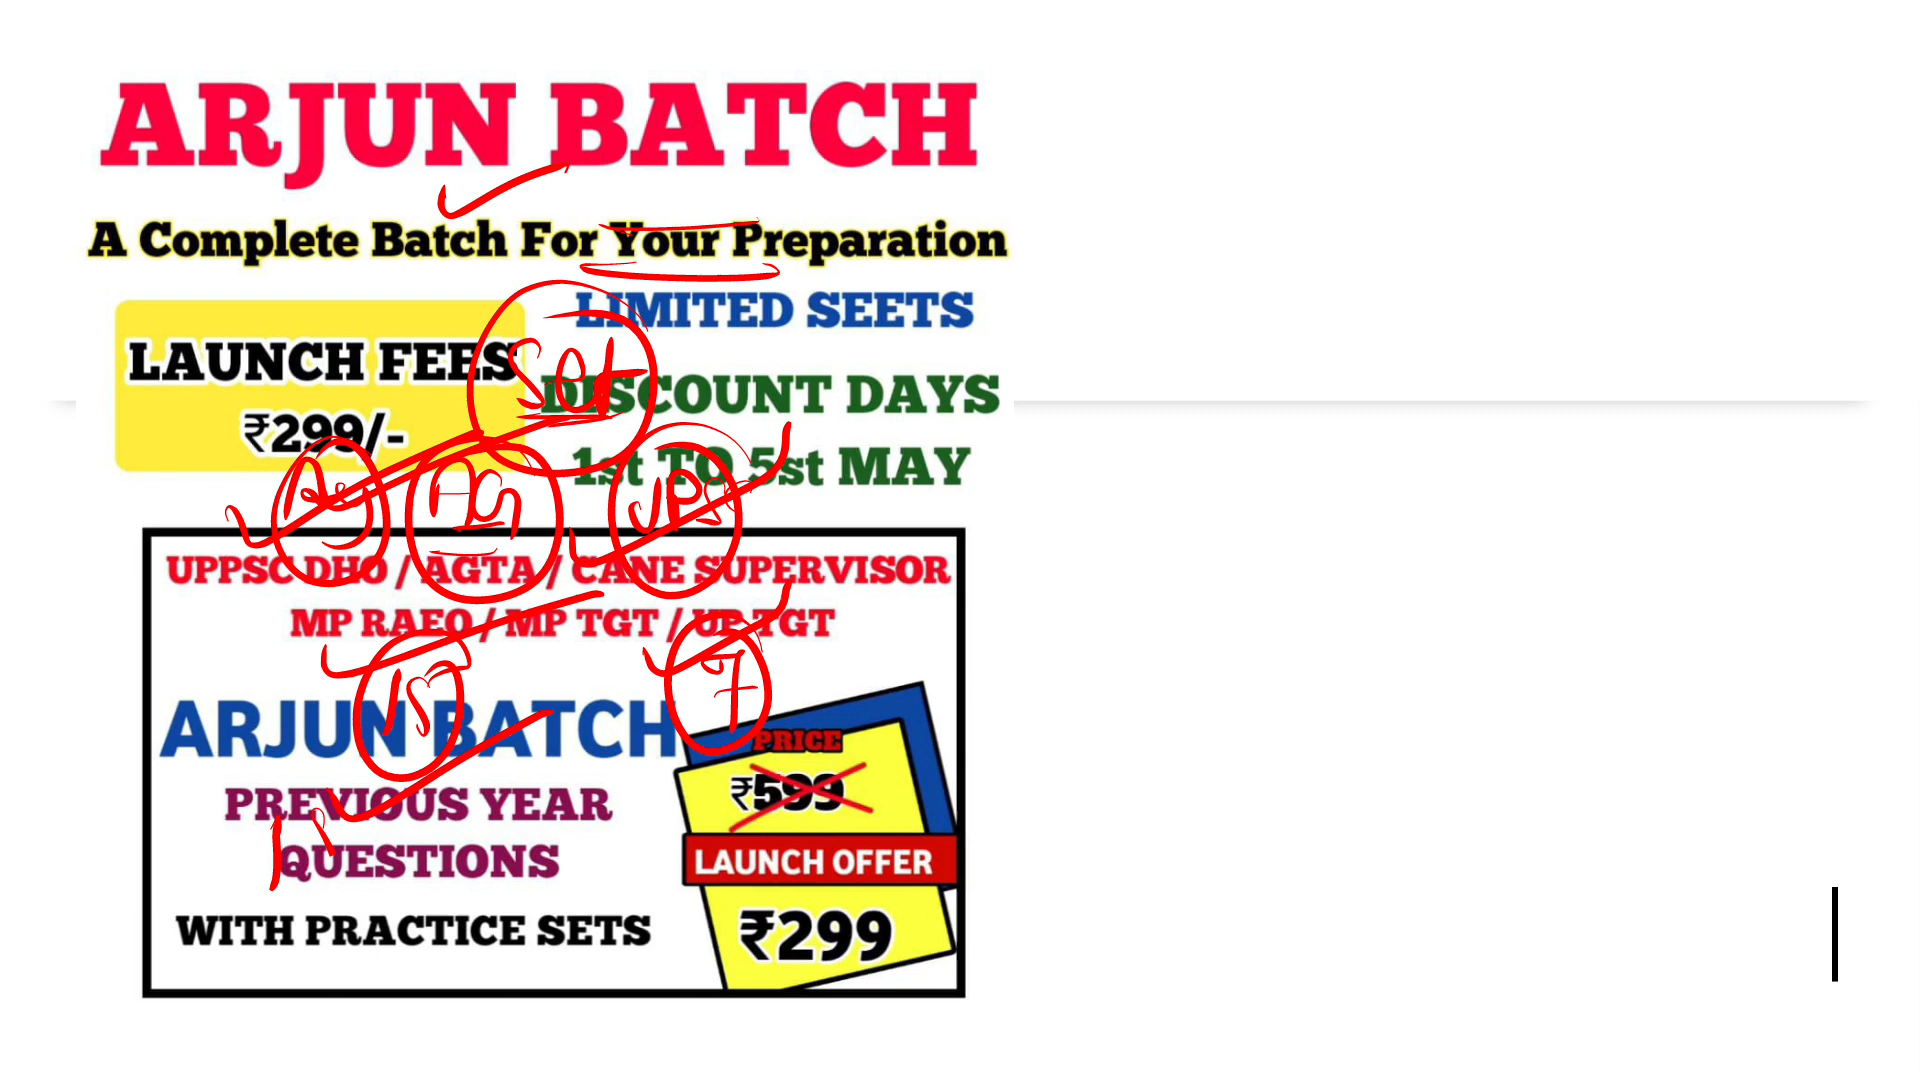 ARJUN BATCH
A Complete Batch For Your Preparation
LIMITED SEETS
LAUNCH FEES
₹299/-
Set
DISCOUNT DAYS
1st TO 5st MAY
UPPSC DHO / AGTA / CANE SUPERVISOR
MP RAEO / MP TGT / UP TGT
15
ARJUN BATCH
PREVIOUS YEAR
QUESTIONS
WITH PRACTICE SETS
PRICE
₹599
LAUNCH OFFER
₹299